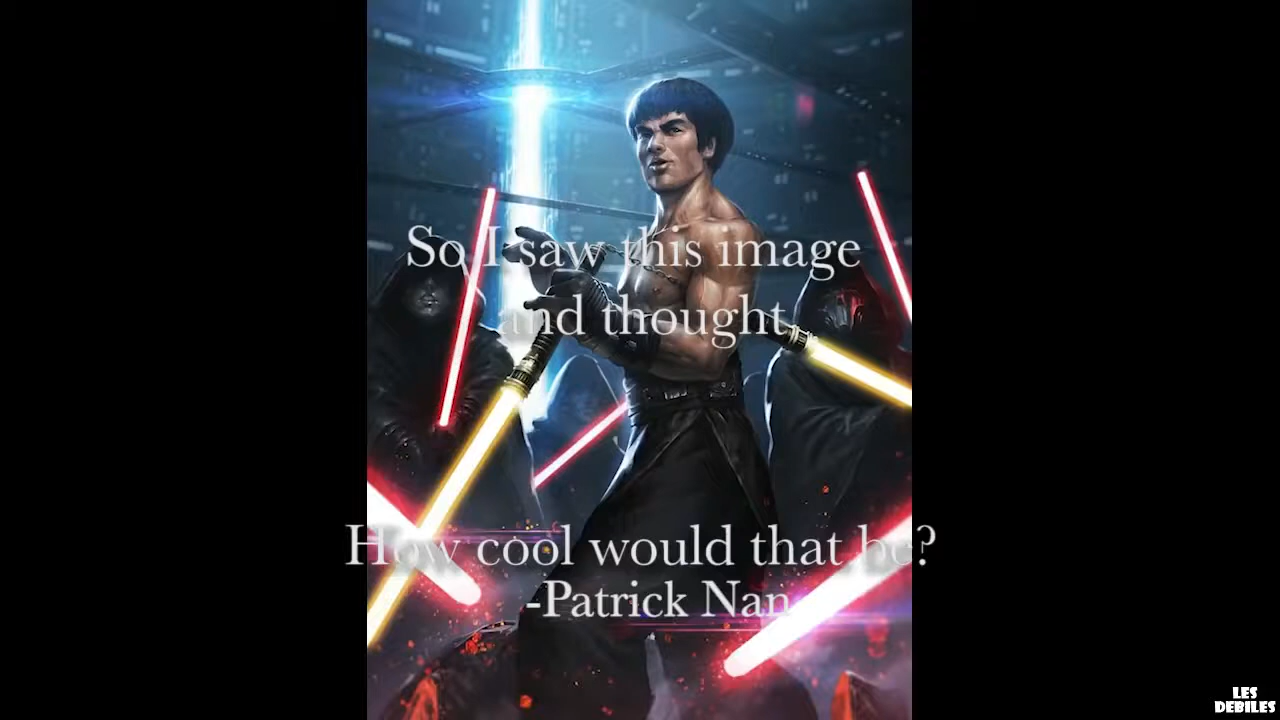 So I saw this image
and thought
How cool would that be?
-Patrick Nan
LES
DEBILES